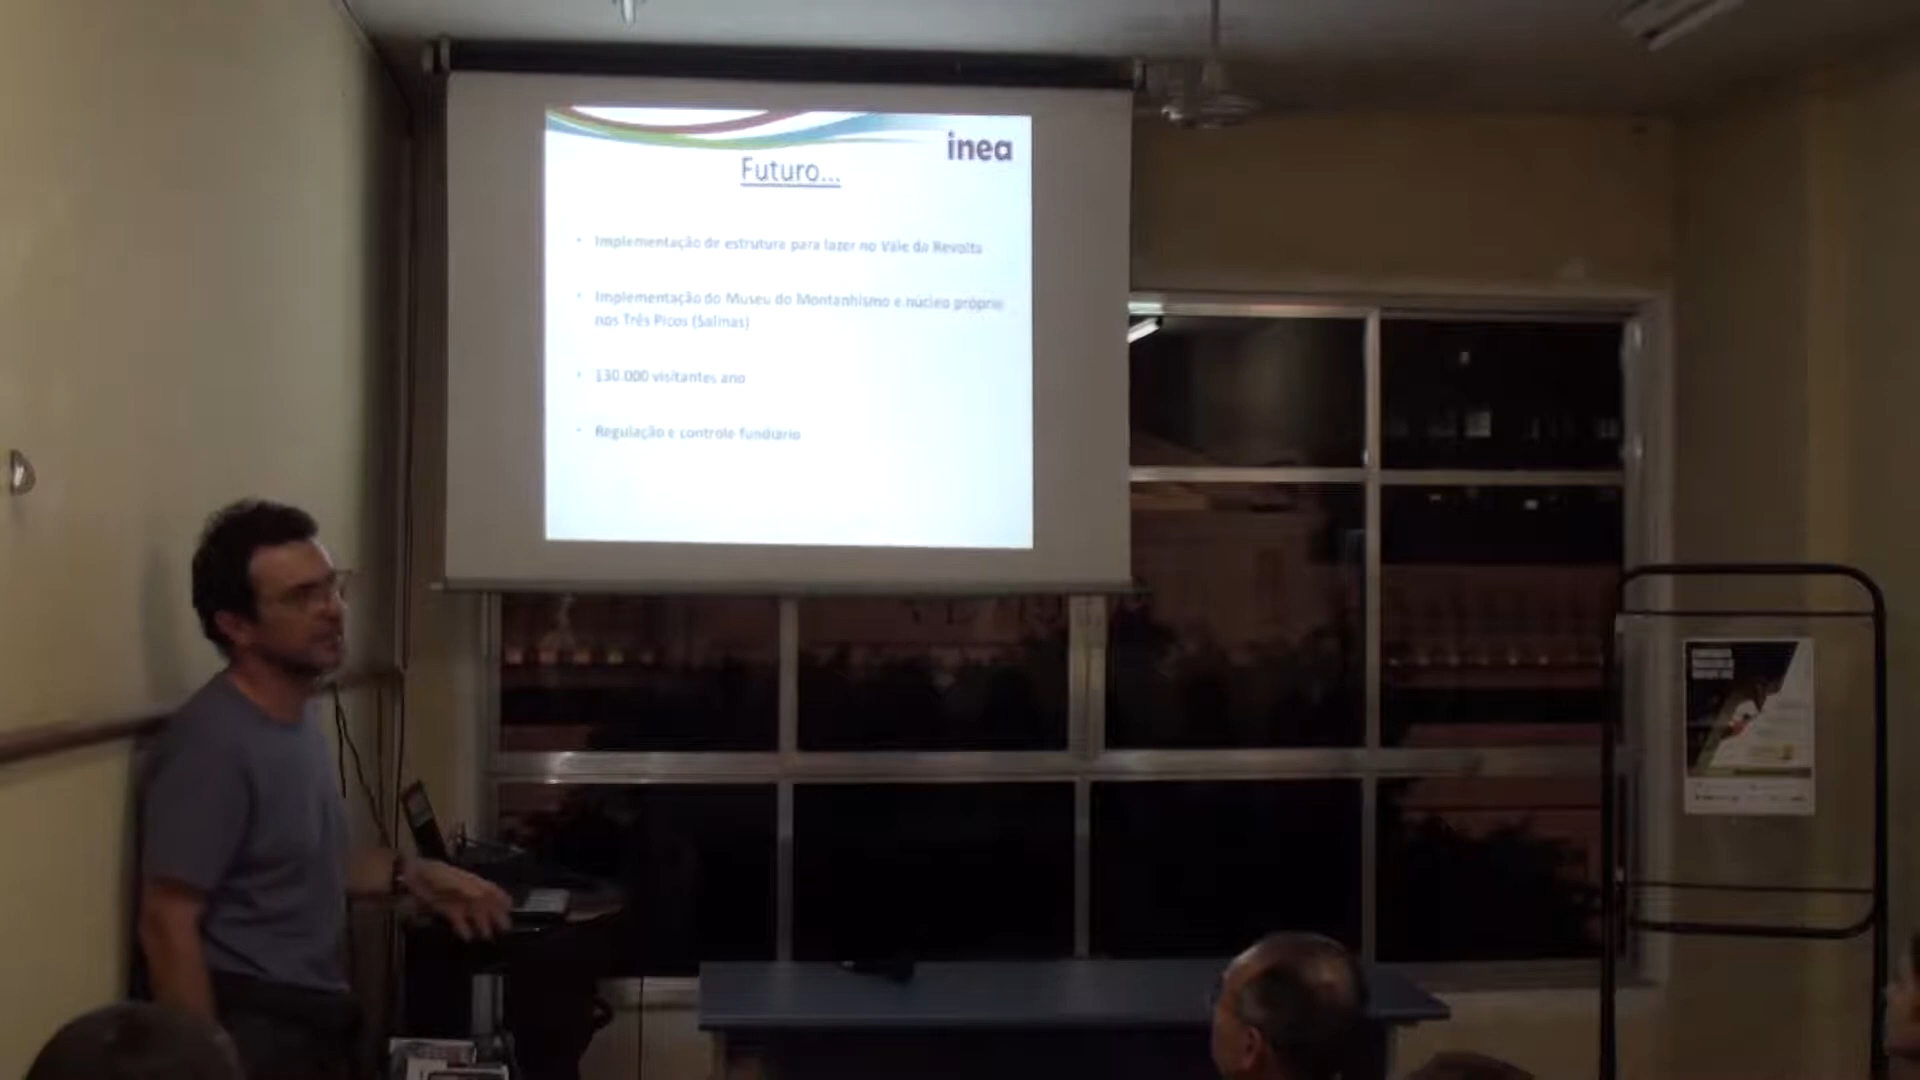 inea
Futuro...
• Implementação de estrutura para lazer no Vale da Revolta
• Implementação do Museu do Montanhismo e núcleo próprio
nos Três Picos (Salinas)
• 130.000 visitantes ano
• Regulação e controle fundiário